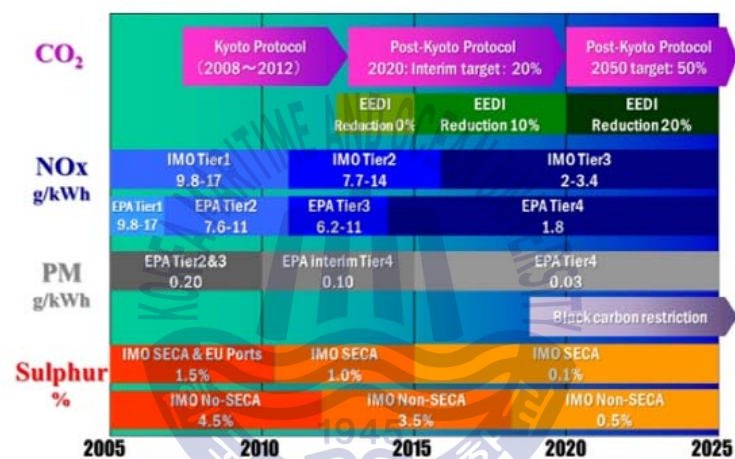 CO2
Kyoto Protocol
(2008～2012)
Post-Kyoto Protocol
2020: Interim target: 20%
Post-Kyoto Protocol
2050 target: 50%
EEDI
Reduction 0%
EEDI
Reduction 10%
EEDI
Reduction 20%
NOx
g/kWh
IMO Tier1
9.8-17
IMO Tier2
7.7-14
IMO Tier3
2-3.4
EPA Tier1
9.8-17
EPA Tier2
7.6-11
EPA Tier3
6.2-11
EPA Tier4
1.8
PM
g/kWh
EPA Tier2&3
0.20
EPA interim Tier4
0.10
EPA Tier4
0.03
Black carbon restriction
Sulphur
%
IMO SECA & EU Ports
1.5%
IMO SECA
1.0%
IMO SECA
0.1%
IMO No-SECA
4.5%
IMO Non-SECA
3.5%
IMO Non-SECA
0.5%
1945
2005
2010
2015
2020
2025
KOREA MARITIME AND OCEAN